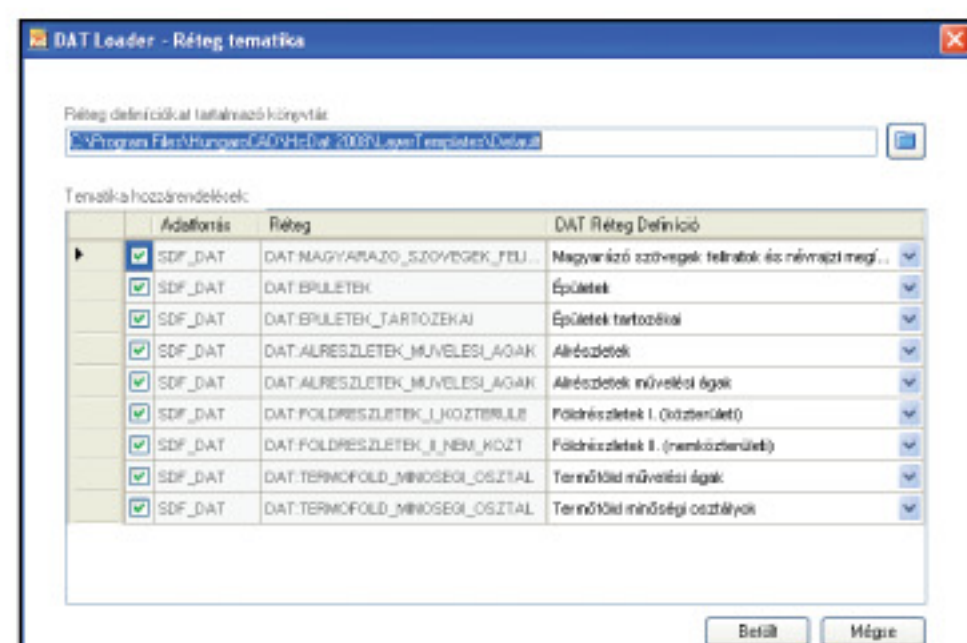 DAT Loader - Réteg tematika
Réteg definíciókat tartalmazó könyvtár:
C:\Program Files\HungaroCAD\HcDat 2008\LayerTemplates\Default
Tematika hozzárendelések:
Adatforrás Réteg DAT Réteg Definíció
SDF_DAT DAT:MAGYARAZO_SZOVEGEK_FELI... Magyarázó szövegek feliratok és névrajzi megí...
SDF_DAT DAT:EPULETEK Épületek
SDF_DAT DAT:EPULETEK_TARTOZEKAI Épületek tartozékai
SDF_DAT DAT:ALRESZLETEK_MUVELESI_AGAK Alrészletek
SDF_DAT DAT:ALRESZLETEK_MUVELESI_AGAK Alrészletek művelési ágak
SDF_DAT DAT:FOLDRESZLETEK_I_KOZTERULE Földrészletek I. (közterületi)
SDF_DAT DAT:FOLDRESZLETEK_II_NEM_KOZT Földrészletek II. (nemközterületi)
SDF_DAT DAT:TERMOFOLD_MINOSEGI_OSZTAL Termőföld művelési ágak
SDF_DAT DAT:TERMOFOLD_MINOSEGI_OSZTAL Termőföld minőségi osztályok
Betölt Mégse